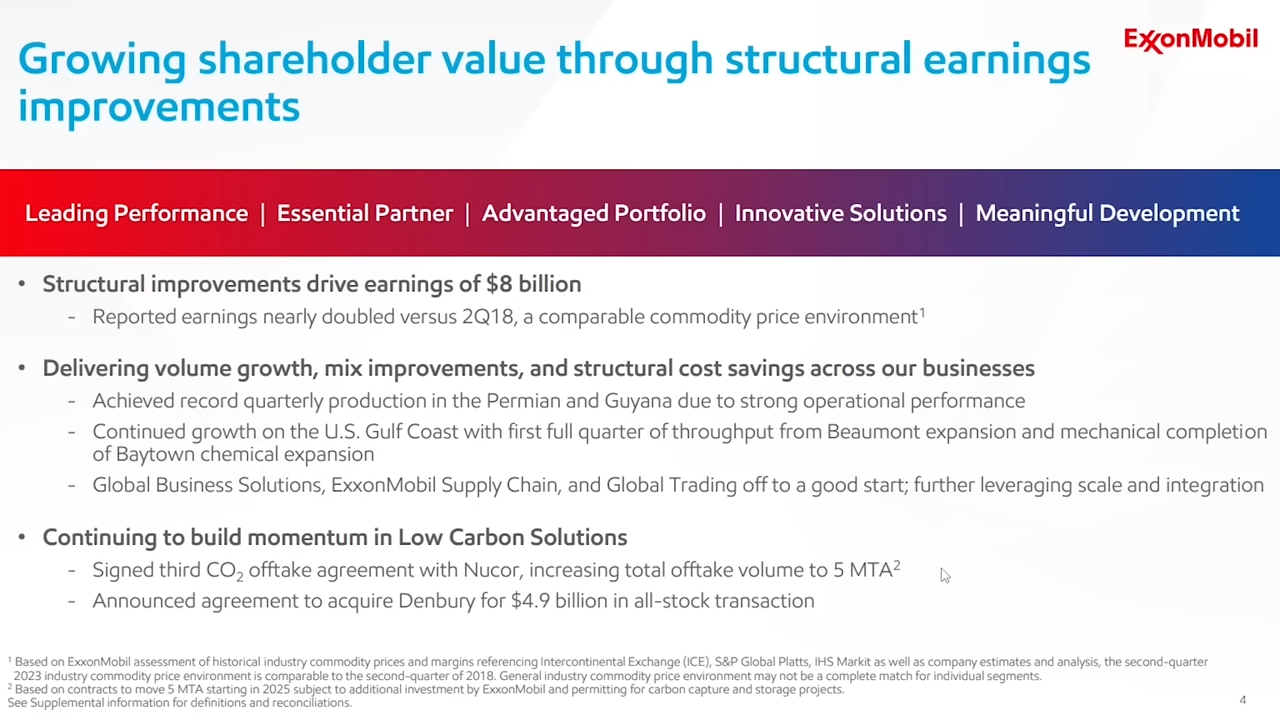 Growing shareholder value through structural earnings
improvements
ExxonMobil
Leading Performance | Essential Partner | Advantaged Portfolio | Innovative Solutions | Meaningful Development
• Structural improvements drive earnings of $8 billion
- Reported earnings nearly doubled versus 2Q18, a comparable commodity price environment¹
• Delivering volume growth, mix improvements, and structural cost savings across our businesses
- Achieved record quarterly production in the Permian and Guyana due to strong operational performance
- Continued growth on the U.S. Gulf Coast with first full quarter of throughput from Beaumont expansion and mechanical completion
of Baytown chemical expansion
- Global Business Solutions, ExxonMobil Supply Chain, and Global Trading off to a good start; further leveraging scale and integration
• Continuing to build momentum in Low Carbon Solutions
- Signed third CO₂ offtake agreement with Nucor, increasing total offtake volume to 5 MTA²
- Announced agreement to acquire Denbury for $4.9 billion in all-stock transaction
¹ Based on ExxonMobil assessment of historical industry commodity prices and margins referencing Intercontinental Exchange (ICE), S&P Global Platts, IHS Markit as well as company estimates and analysis, the second-quarter
2023 industry commodity price environment is comparable to the second-quarter of 2018. General industry commodity price environment may not be a complete match for individual segments.
² Based on contracts to move 5 MTA starting in 2025 subject to additional investment by ExxonMobil and permitting for carbon capture and storage projects.
See Supplemental information for definitions and reconciliations.
4